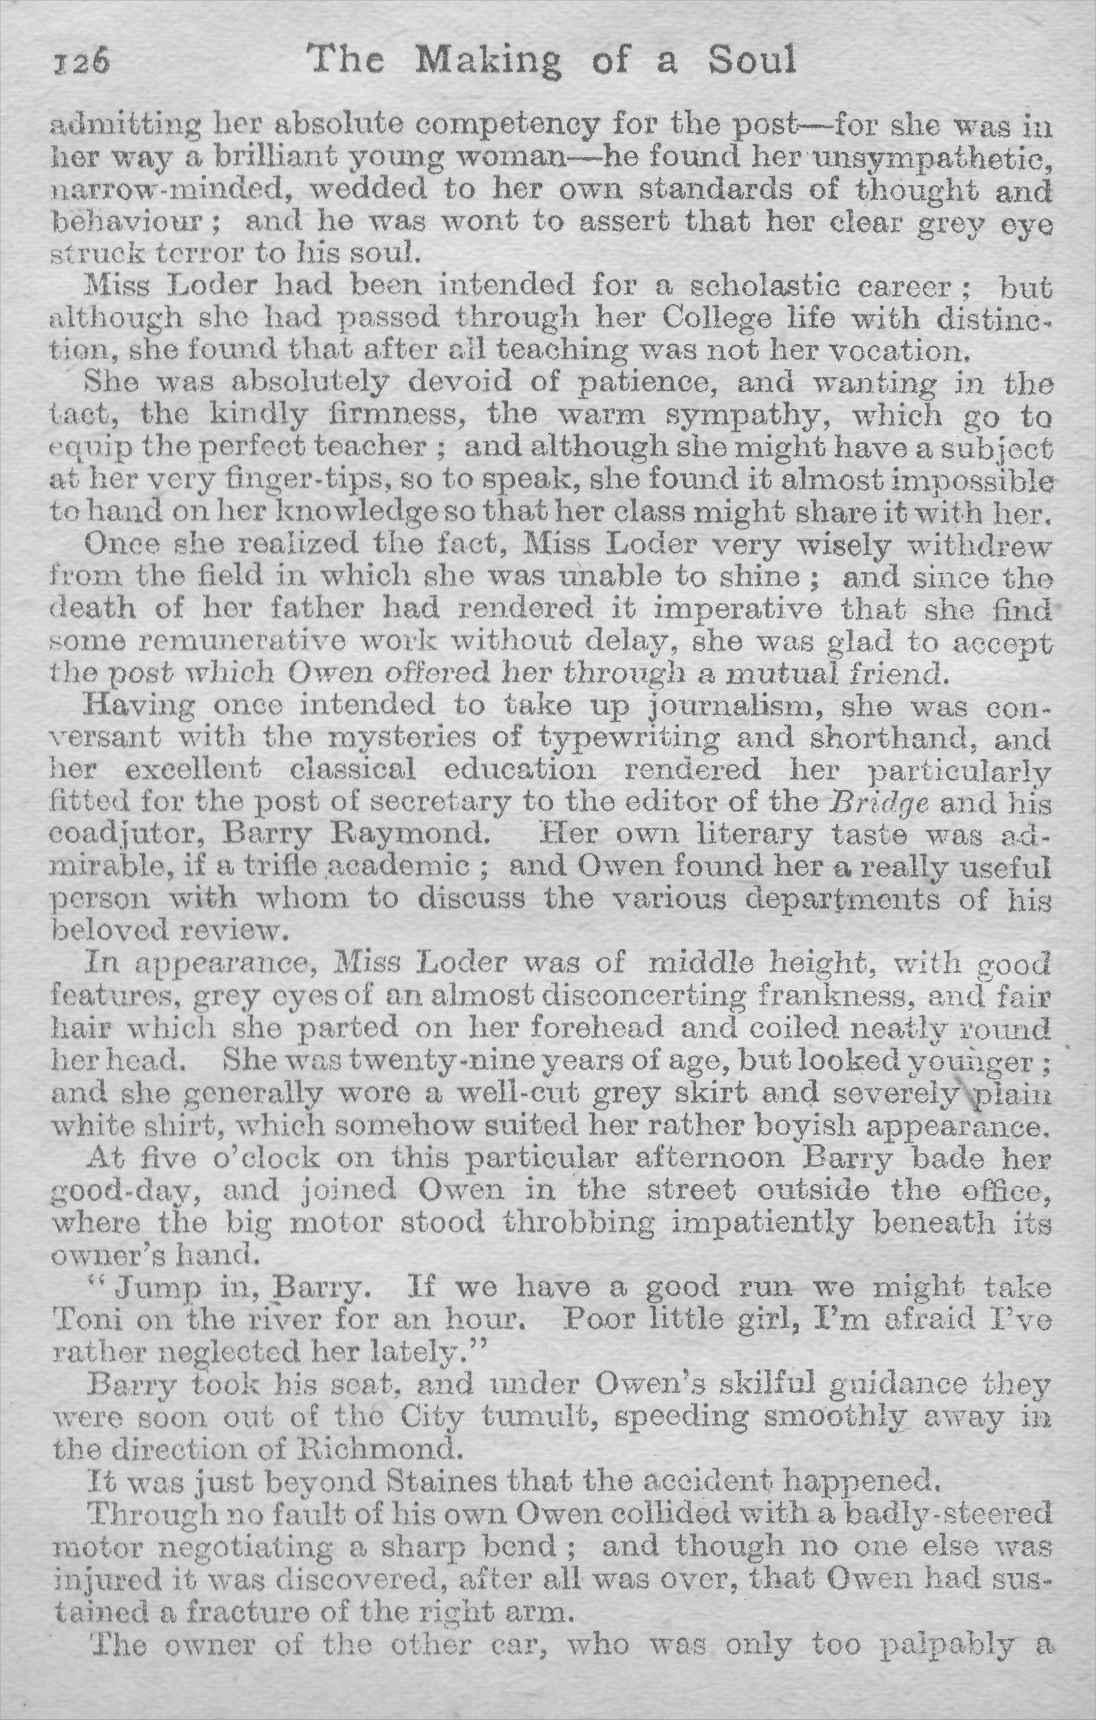 126 The Making of a Soul
admitting her absolute competency for the post—for she was in
her way a brilliant young woman—he found her unsympathetic,
narrow-minded, wedded to her own standards of thought and
behaviour ; and he was wont to assert that her clear grey eye
struck terror to his soul.
Miss Loder had been intended for a scholastic career ; but
although she had passed through her College life with distinc-
tion, she found that after all teaching was not her vocation.
She was absolutely devoid of patience, and wanting in the
tact, the kindly firmness, the warm sympathy, which go to
equip the perfect teacher ; and although she might have a subject
at her very finger-tips, so to speak, she found it almost impossible
to hand on her knowledge so that her class might share it with her.
Once she realized the fact, Miss Loder very wisely withdrew
from the field in which she was unable to shine ; and since the
death of her father had rendered it imperative that she find
some remunerative work without delay, she was glad to accept
the post which Owen offered her through a mutual friend.
Having once intended to take up journalism, she was con-
versant with the mysteries of typewriting and shorthand, and
her excellent classical education rendered her particularly
fitted for the post of secretary to the editor of the Bridge and his
coadjutor, Barry Raymond. Her own literary taste was ad-
mirable, if a trifle academic ; and Owen found her a really useful
person with whom to discuss the various departments of his
beloved review.
In appearance, Miss Loder was of middle height, with good
features, grey eyes of an almost disconcerting frankness, and fair
hair which she parted on her forehead and coiled neatly round
her head. She was twenty-nine years of age, but looked younger ;
and she generally wore a well-cut grey skirt and severely plain
white shirt, which somehow suited her rather boyish appearance.
At five o'clock on this particular afternoon Barry bade her
good-day, and joined Owen in the street outside the office,
where the big motor stood throbbing impatiently beneath its
owner's hand.
"Jump in, Barry. If we have a good run we might take
Toni on the river for an hour. Poor little girl, I'm afraid I've
rather neglected her lately."
Barry took his seat, and under Owen's skilful guidance they
were soon out of the City tumult, speeding smoothly away in
the direction of Richmond.
It was just beyond Staines that the accident happened.
Through no fault of his own Owen collided with a badly-steered
motor negotiating a sharp bend ; and though no one else was
injured it was discovered, after all was over, that Owen had sus-
tained a fracture of the right arm.
The owner of the other car, who was only too palpably a